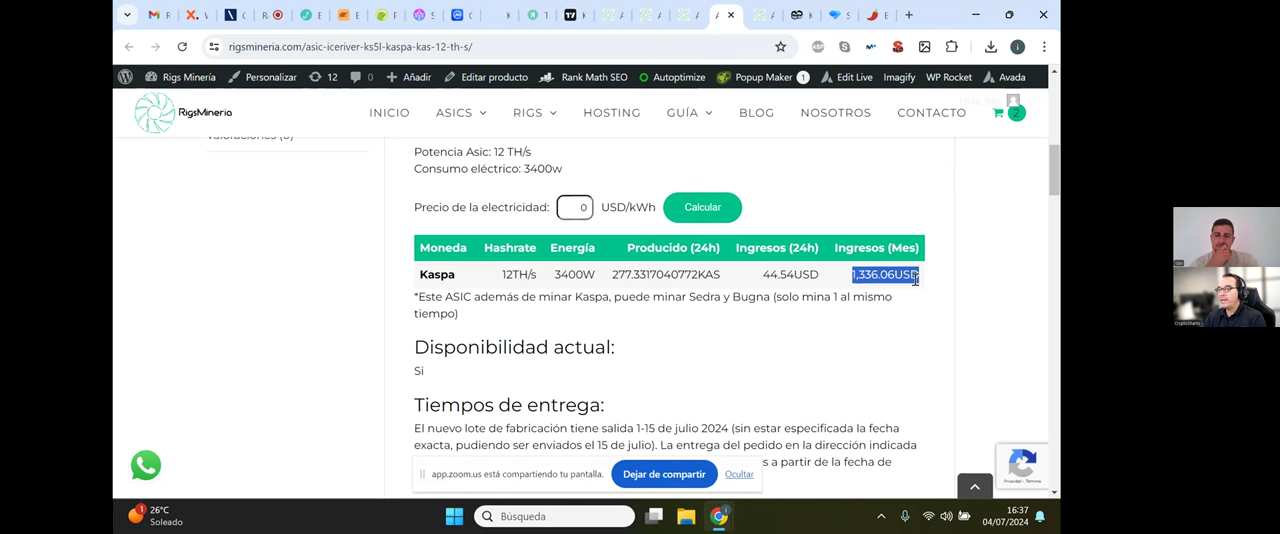 rigsmineria.com/asic-iceriver-ks5l-kaspa-kas-12-th-s/
Rigs Minería
Personalizar
12
0
Añadir
Editar producto
Rank Math SEO
Autoptimize
Popup Maker 1
Edit Live
Imagify
WP Rocket
Avada
RigsMineria
INICIO
ASICS
RIGS
HOSTING
GUÍA
BLOG
NOSOTROS
CONTACTO
2
Valoraciones (0)
Potencia Asic: 12 TH/s
Consumo eléctrico: 3400w
Precio de la electricidad: 0 USD/kWh Calcular
Moneda Hashrate Energía Producido (24h) Ingresos (24h) Ingresos (Mes)
Kaspa 12TH/s 3400W 277.3317040772KAS 44.54USD 1,336.06USD
*Este ASIC además de minar Kaspa, puede minar Sedra y Bugna (solo mina 1 al mismo
tiempo)
Disponibilidad actual:
Si
Tiempos de entrega:
El nuevo lote de fabricación tiene salida 1-15 de julio 2024 (sin estar especificada la fecha
exacta, pudiendo ser enviados el 15 de julio). La entrega del pedido en la dirección indicada
s a partir de la fecha de
app.zoom.us está compartiendo tu pantalla.
Dejar de compartir
Ocultar
Privacidad - Términos
1
26°C
Soleado
Búsqueda
16:37
04/07/2024
CryptoSharks